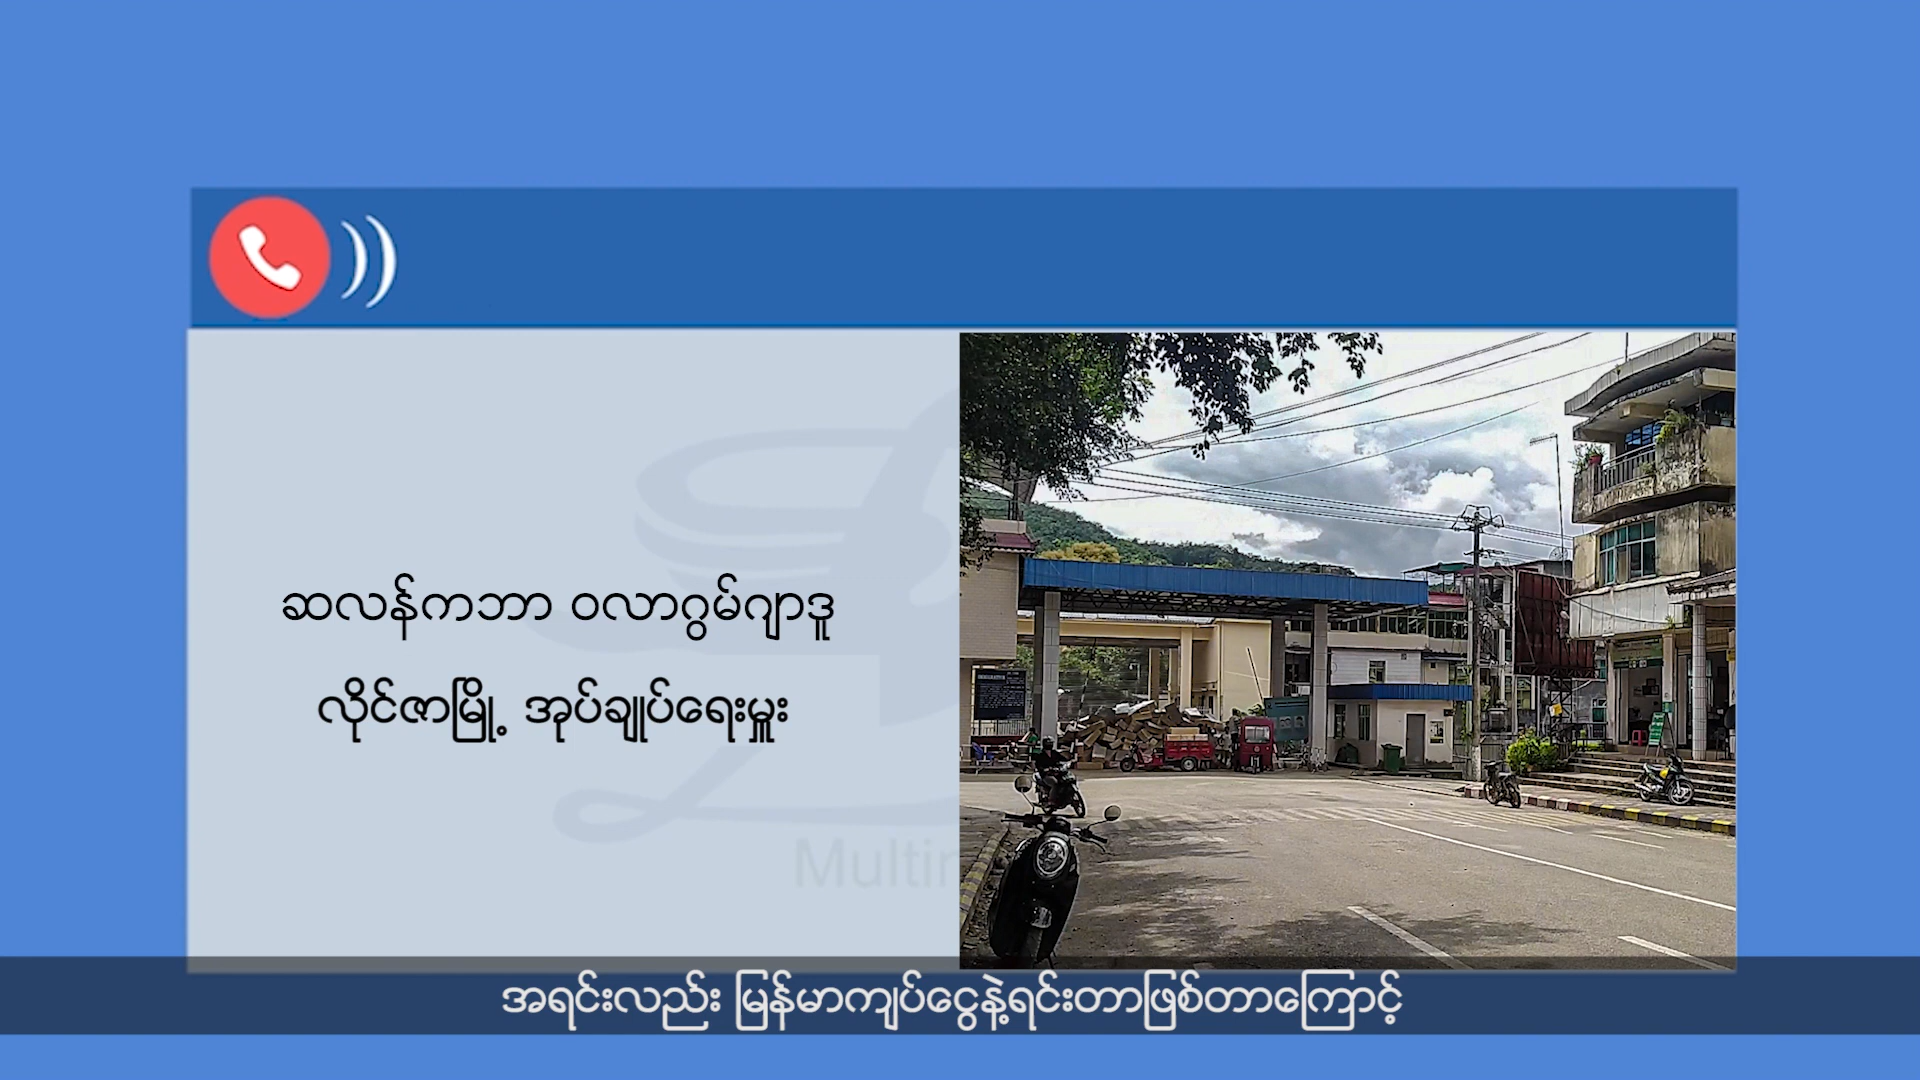 ဆလန်ကဘာ ဝလာဂွမ်ဂျာဒူ
လိုင်ဇာမြို့ အုပ်ချုပ်ရေးမှူး
IMMIGRATION
အရင်းလည်း မြန်မာကျပ်ငွေနဲ့ရင်းတာဖြစ်တာကြောင့်